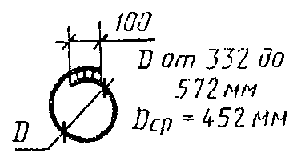 100
D от 332 до
572 мм
Dср = 452 мм
D